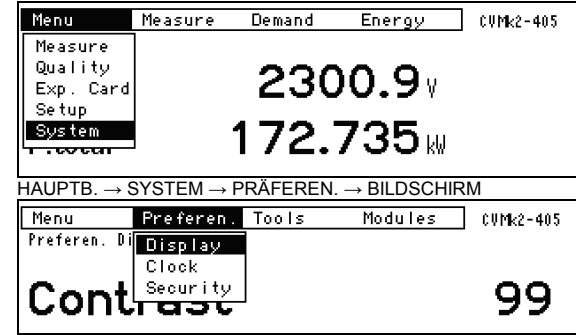 Menu Measure Demand Energy CVMk2-405
Measure
Quality
Exp. Card
Setup
System
2300.9 V
172.735 kW
HAUPTB. → SYSTEM → PRÄFEREN. → BILDSCHIRM
Menu Preferen. Tools Modules CVMk2-405
Preferen.
Display
Clock
Security
Contrast 99